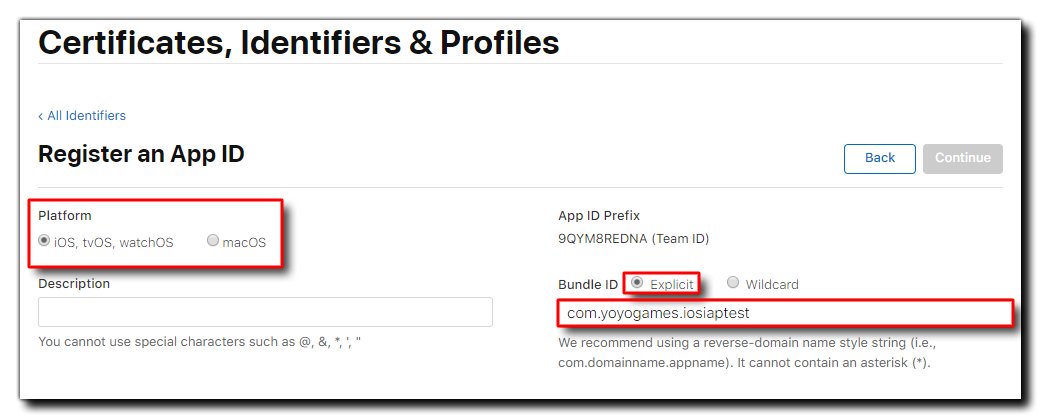 Certificates, Identifiers & Profiles
‹ All Identifiers
Register an App ID
Back
Continue
Platform
iOS, tvOS, watchOS
macOS
App ID Prefix
9QYM8REDNA (Team ID)
Description
You cannot use special characters such as @, &, *, ', "
Bundle ID
Explicit
Wildcard
com.yoyogames.iosiaptest
We recommend using a reverse-domain name style string (i.e.,
com.domainname.appname). It cannot contain an asterisk (*).